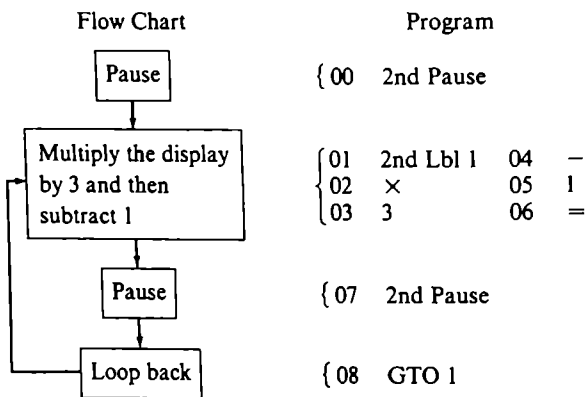 Flow Chart Program
Pause { 00 2nd Pause
Multiply the display
by 3 and then
subtract 1
{ 01 2nd Lbl 1 04 −
02 × 05 1
03 3 06 =
Pause { 07 2nd Pause
Loop back { 08 GTO 1